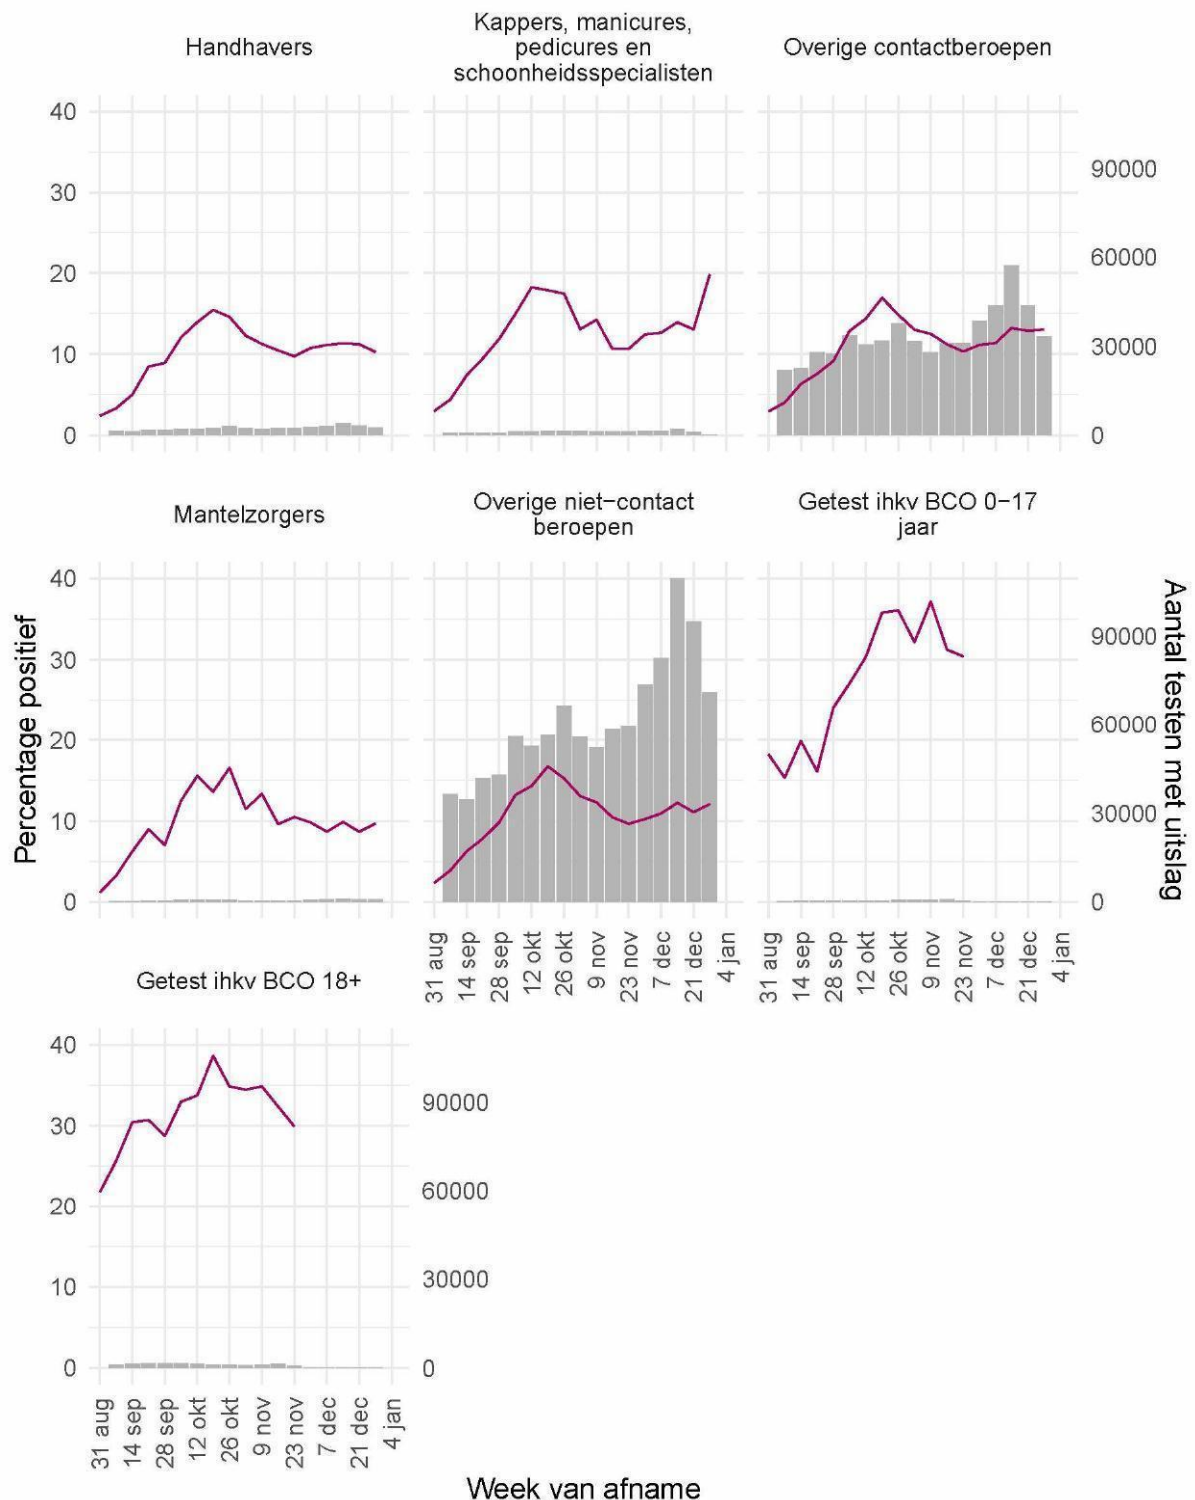 Handhavers
Kappers, manicures,
pedicures en
schoonheidsspecialisten
Overige contactberoepen
40
30
20
10
0
90000
60000
30000
0
Mantelzorgers
Overige niet−contact
beroepen
Getest ihkv BCO 0−17
jaar
Percentage positief
40
30
20
10
0
90000
60000
30000
0
Aantal testen met uitslag
31 aug
14 sep
28 sep
12 okt
26 okt
9 nov
23 nov
7 dec
21 dec
4 jan
31 aug
14 sep
28 sep
12 okt
26 okt
9 nov
23 nov
7 dec
21 dec
4 jan
Getest ihkv BCO 18+
40
30
20
10
0
90000
60000
30000
0
31 aug
14 sep
28 sep
12 okt
26 okt
9 nov
23 nov
7 dec
21 dec
4 jan
Week van afname